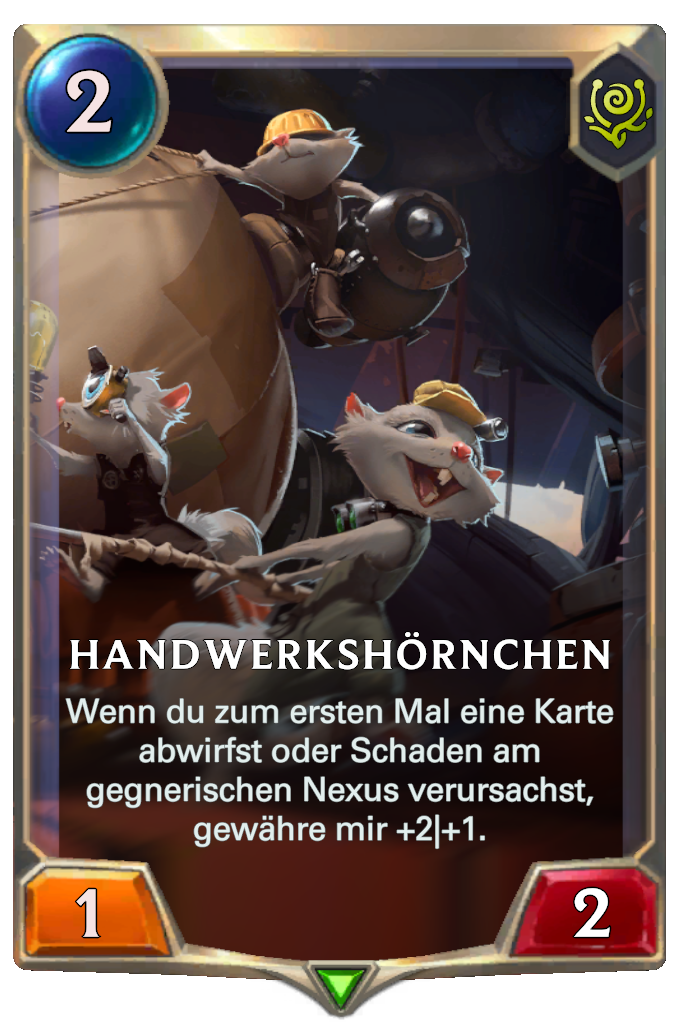 2
HANDWERKSHÖRNCHEN
Wenn du zum ersten Mal eine Karte
abwirfst oder Schaden am
gegnerischen Nexus verursachst,
gewähre mir +2|+1.
1
2